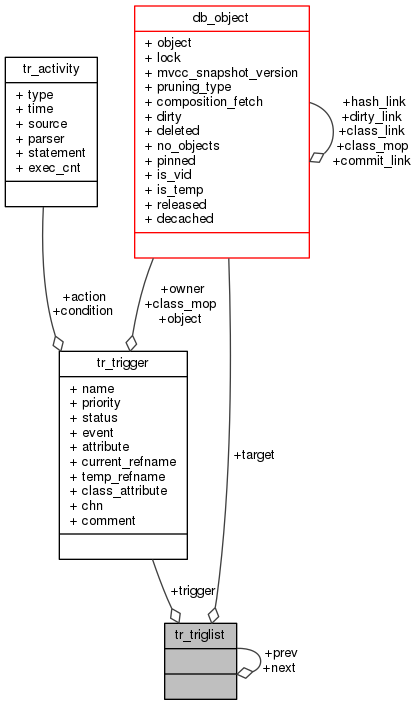 db_object
+ object
+ lock
+ mvcc_snapshot_version
+ pruning_type
+ composition_fetch
+ dirty
+ deleted
+ no_objects
+ pinned
+ is_vid
+ is_temp
+ released
+ decached
+hash_link
+dirty_link
+class_link
+class_mop
+commit_link
tr_activity
+ type
+ time
+ source
+ parser
+ statement
+ exec_cnt
+action
+condition
+owner
+class_mop
+object
tr_trigger
+ name
+ priority
+ status
+ event
+ attribute
+ current_refname
+ temp_refname
+ class_attribute
+ chn
+ comment
+target
+trigger
tr_triglist
+prev
+next